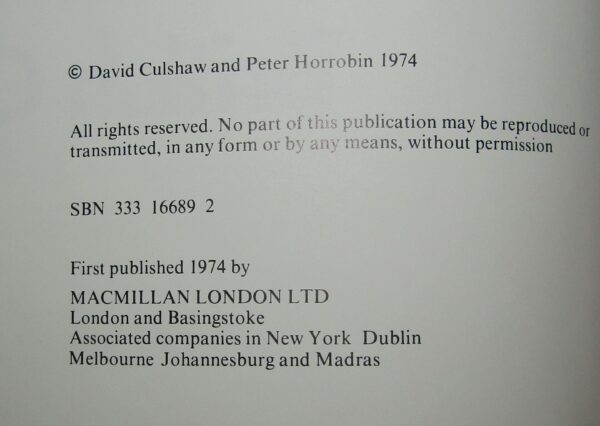 © David Culshaw and Peter Horrobin 1974
All rights reserved. No part of this publication may be reproduced or
transmitted, in any form or by any means, without permission
SBN 333 16689 2
First published 1974 by
MACMILLAN LONDON LTD
London and Basingstoke
Associated companies in New York Dublin
Melbourne Johannesburg and Madras